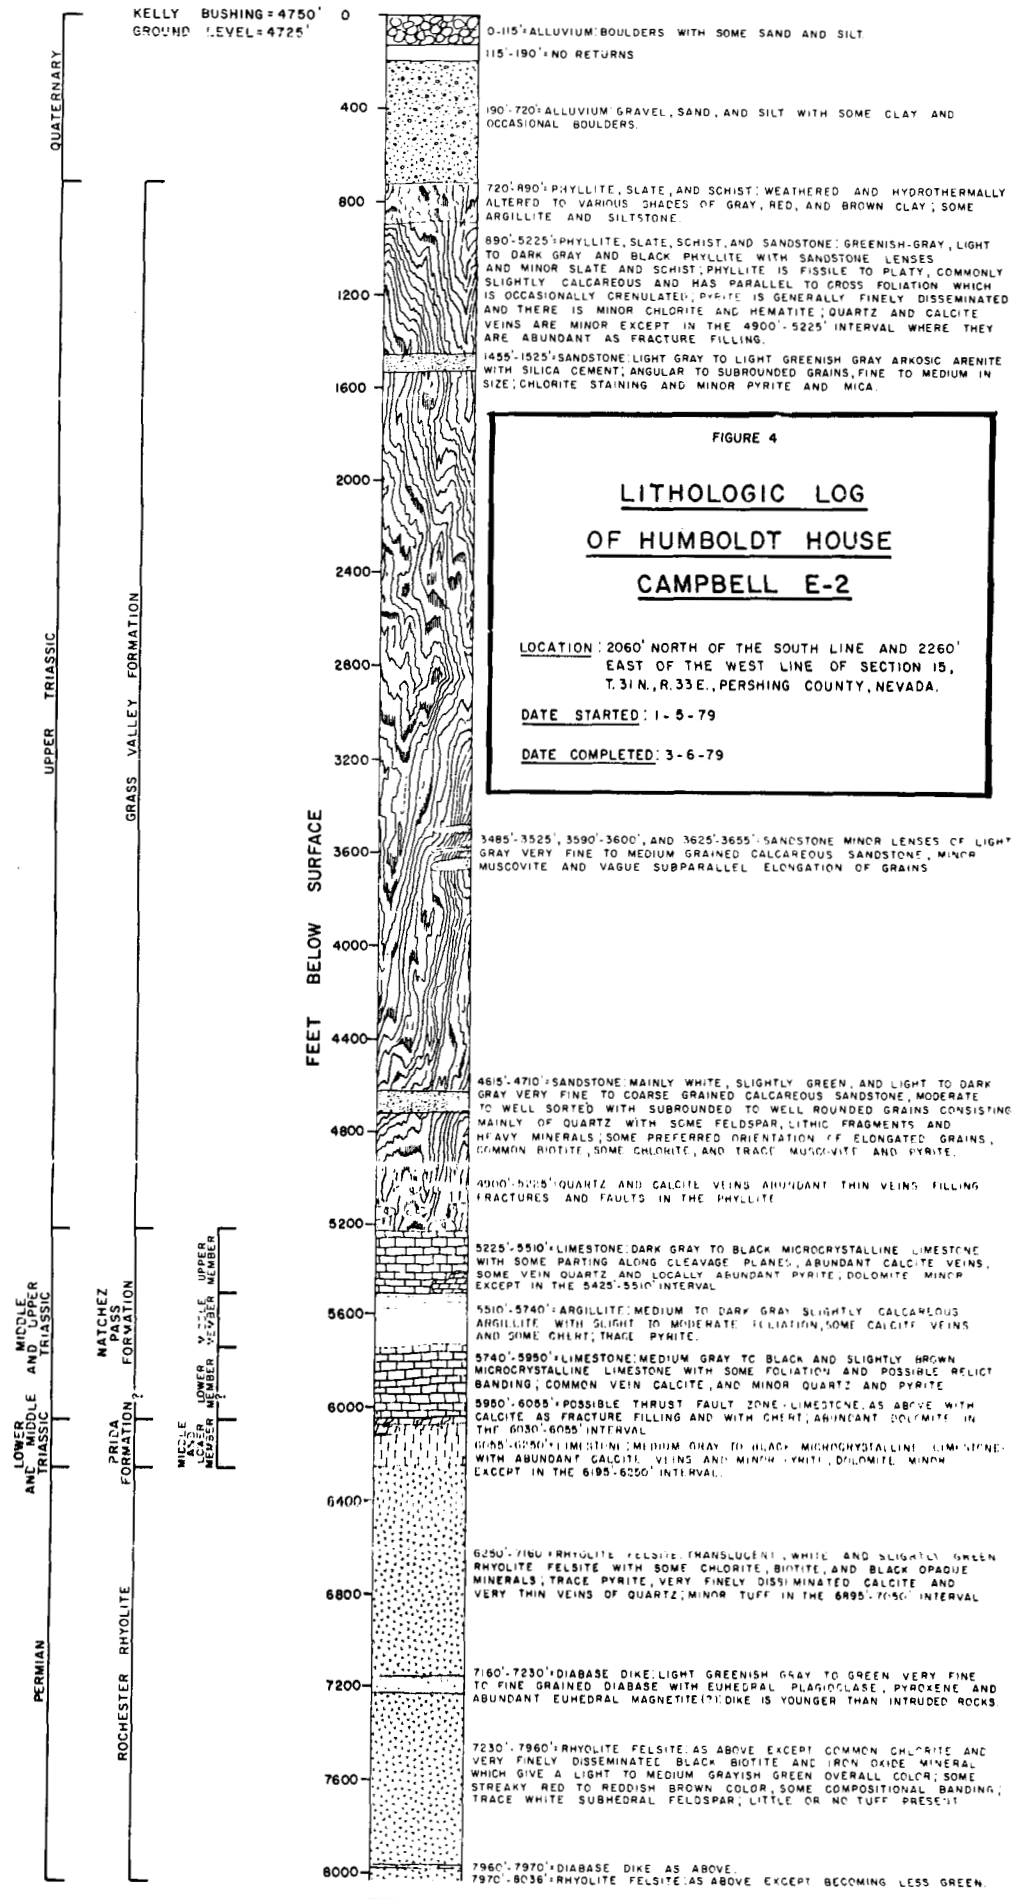 KELLY BUSHING = 4750'
GROUND LEVEL = 4725'
0
400
800
1200
1600
2000
2400
2800
3200
3600
4000
4400
4800
5200
5600
6000
6400
6800
7200
7600
8000
FEET BELOW SURFACE
QUATERNARY
UPPER TRIASSIC
MIDDLE
AND UPPER
TRIASSIC
LOWER
AND MIDDLE
TRIASSIC
PERMIAN
GRASS VALLEY FORMATION
NATCHEZ
PASS
FORMATION
?
PRIDA
FORMATION
ROCHESTER RHYOLITE
UPPER
MEMBER
MIDDLE
MEMBER
LOWER
MEMBER
?
MIDDLE
AND
LOWER
MEMBER
0-115'= ALLUVIUM: BOULDERS WITH SOME SAND AND SILT.
115'-190'= NO RETURNS
190'-720'= ALLUVIUM: GRAVEL, SAND, AND SILT WITH SOME CLAY AND
OCCASIONAL BOULDERS.
720'-890'= PHYLLITE, SLATE, AND SCHIST: WEATHERED AND HYDROTHERMALLY
ALTERED TO VARIOUS SHADES OF GRAY, RED, AND BROWN CLAY; SOME
ARGILLITE AND SILTSTONE.
890'-5225'= PHYLLITE, SLATE, SCHIST, AND SANDSTONE: GREENISH-GRAY, LIGHT
TO DARK GRAY AND BLACK PHYLLITE WITH SANDSTONE LENSES
AND MINOR SLATE AND SCHIST; PHYLLITE IS FISSILE TO PLATY, COMMONLY
SLIGHTLY CALCAREOUS AND HAS PARALLEL TO CROSS FOLIATION WHICH
IS OCCASIONALLY CRENULATED; PYRITE IS GENERALLY FINELY DISSEMINATED
AND THERE IS MINOR CHLORITE AND HEMATITE; QUARTZ AND CALCITE
VEINS ARE MINOR EXCEPT IN THE 4900'-5225' INTERVAL WHERE THEY
ARE ABUNDANT AS FRACTURE FILLING.
1455'-1525'= SANDSTONE: LIGHT GRAY TO LIGHT GREENISH GRAY ARKOSIC ARENITE
WITH SILICA CEMENT; ANGULAR TO SUBROUNDED GRAINS, FINE TO MEDIUM IN
SIZE; CHLORITE STAINING AND MINOR PYRITE AND MICA.
FIGURE 4
LITHOLOGIC LOG
OF HUMBOLDT HOUSE
CAMPBELL E-2
LOCATION: 2060' NORTH OF THE SOUTH LINE AND 2260'
EAST OF THE WEST LINE OF SECTION 15,
T. 31 N., R. 33 E., PERSHING COUNTY, NEVADA.
DATE STARTED: 1-5-79
DATE COMPLETED: 3-6-79
3485'-3525', 3590'-3600', AND 3625'-3655'= SANDSTONE MINOR LENSES OF LIGHT
GRAY VERY FINE TO MEDIUM GRAINED CALCAREOUS SANDSTONE, MINOR
MUSCOVITE AND VAGUE SUBPARALLEL ELONGATION OF GRAINS
4615'-4710'= SANDSTONE: MAINLY WHITE, SLIGHTLY GREEN, AND LIGHT TO DARK
GRAY VERY FINE TO COARSE GRAINED CALCAREOUS SANDSTONE, MODERATE
TO WELL SORTED WITH SUBROUNDED TO WELL ROUNDED GRAINS CONSISTING
MAINLY OF QUARTZ WITH SOME FELDSPAR, LITHIC FRAGMENTS AND
HEAVY MINERALS; SOME PREFERRED ORIENTATION OF ELONGATED GRAINS,
COMMON BIOTITE, SOME CHLORITE, AND TRACE MUSCOVITE AND PYRITE.
4900'-5225'= QUARTZ AND CALCITE VEINS ABUNDANT THIN VEINS FILLING
FRACTURES AND FAULTS IN THE PHYLLITE
5225'-5510'= LIMESTONE: DARK GRAY TO BLACK MICROCRYSTALLINE LIMESTONE
WITH SOME PARTING ALONG CLEAVAGE PLANES, ABUNDANT CALCITE VEINS,
SOME VEIN QUARTZ AND LOCALLY ABUNDANT PYRITE; DOLOMITE MINOR
EXCEPT IN THE 5425'-5510' INTERVAL
5510'-5740'= ARGILLITE: MEDIUM TO DARK GRAY SLIGHTLY CALCAREOUS
ARGILLITE WITH SLIGHT TO MODERATE FOLIATION, SOME CALCITE VEINS
AND SOME CHERT; TRACE PYRITE.
5740'-5950'= LIMESTONE: MEDIUM GRAY TO BLACK AND SLIGHTLY BROWN
MICROCRYSTALLINE LIMESTONE WITH SOME FOLIATION AND POSSIBLE RELICT
BANDING; COMMON VEIN CALCITE, AND MINOR QUARTZ AND PYRITE
5950'-6055'= POSSIBLE THRUST FAULT ZONE - LIMESTONE: AS ABOVE WITH
CALCITE AS FRACTURE FILLING AND WITH CHERT; ABUNDANT DOLOMITE IN
THE 6030'-6055' INTERVAL
6055'-6250'= LIMESTONE: MEDIUM GRAY TO BLACK MICROCRYSTALLINE LIMESTONE
WITH ABUNDANT CALCITE VEINS AND MINOR PYRITE, DOLOMITE MINOR
EXCEPT IN THE 6195'-6250' INTERVAL.
6250'-7160'= RHYOLITE FELSITE: TRANSLUCENT, WHITE AND SLIGHTLY GREEN
RHYOLITE FELSITE WITH SOME CHLORITE, BIOTITE, AND BLACK OPAQUE
MINERALS; TRACE PYRITE, VERY FINELY DISSIMINATED CALCITE AND
VERY THIN VEINS OF QUARTZ; MINOR TUFF IN THE 6895'-7050' INTERVAL
7160'-7230'= DIABASE DIKE: LIGHT GREENISH GRAY TO GREEN VERY FINE
TO FINE GRAINED DIABASE WITH EUHEDRAL PLAGIOCLASE, PYROXENE AND
ABUNDANT EUHEDRAL MAGNETITE (?); DIKE IS YOUNGER THAN INTRUDED ROCKS.
7230'-7960'= RHYOLITE FELSITE: AS ABOVE EXCEPT COMMON CHLORITE AND
VERY FINELY DISSEMINATED BLACK BIOTITE AND IRON OXIDE MINERAL
WHICH GIVE A LIGHT TO MEDIUM GRAYISH GREEN OVERALL COLOR; SOME
STREAKY RED TO REDDISH BROWN COLOR, SOME COMPOSITIONAL BANDING;
TRACE WHITE SUBHEDRAL FELDSPAR; LITTLE OR NO TUFF PRESENT
7960'-7970'= DIABASE DIKE AS ABOVE.
7970'-8036'= RHYOLITE FELSITE: AS ABOVE EXCEPT BECOMING LESS GREEN.